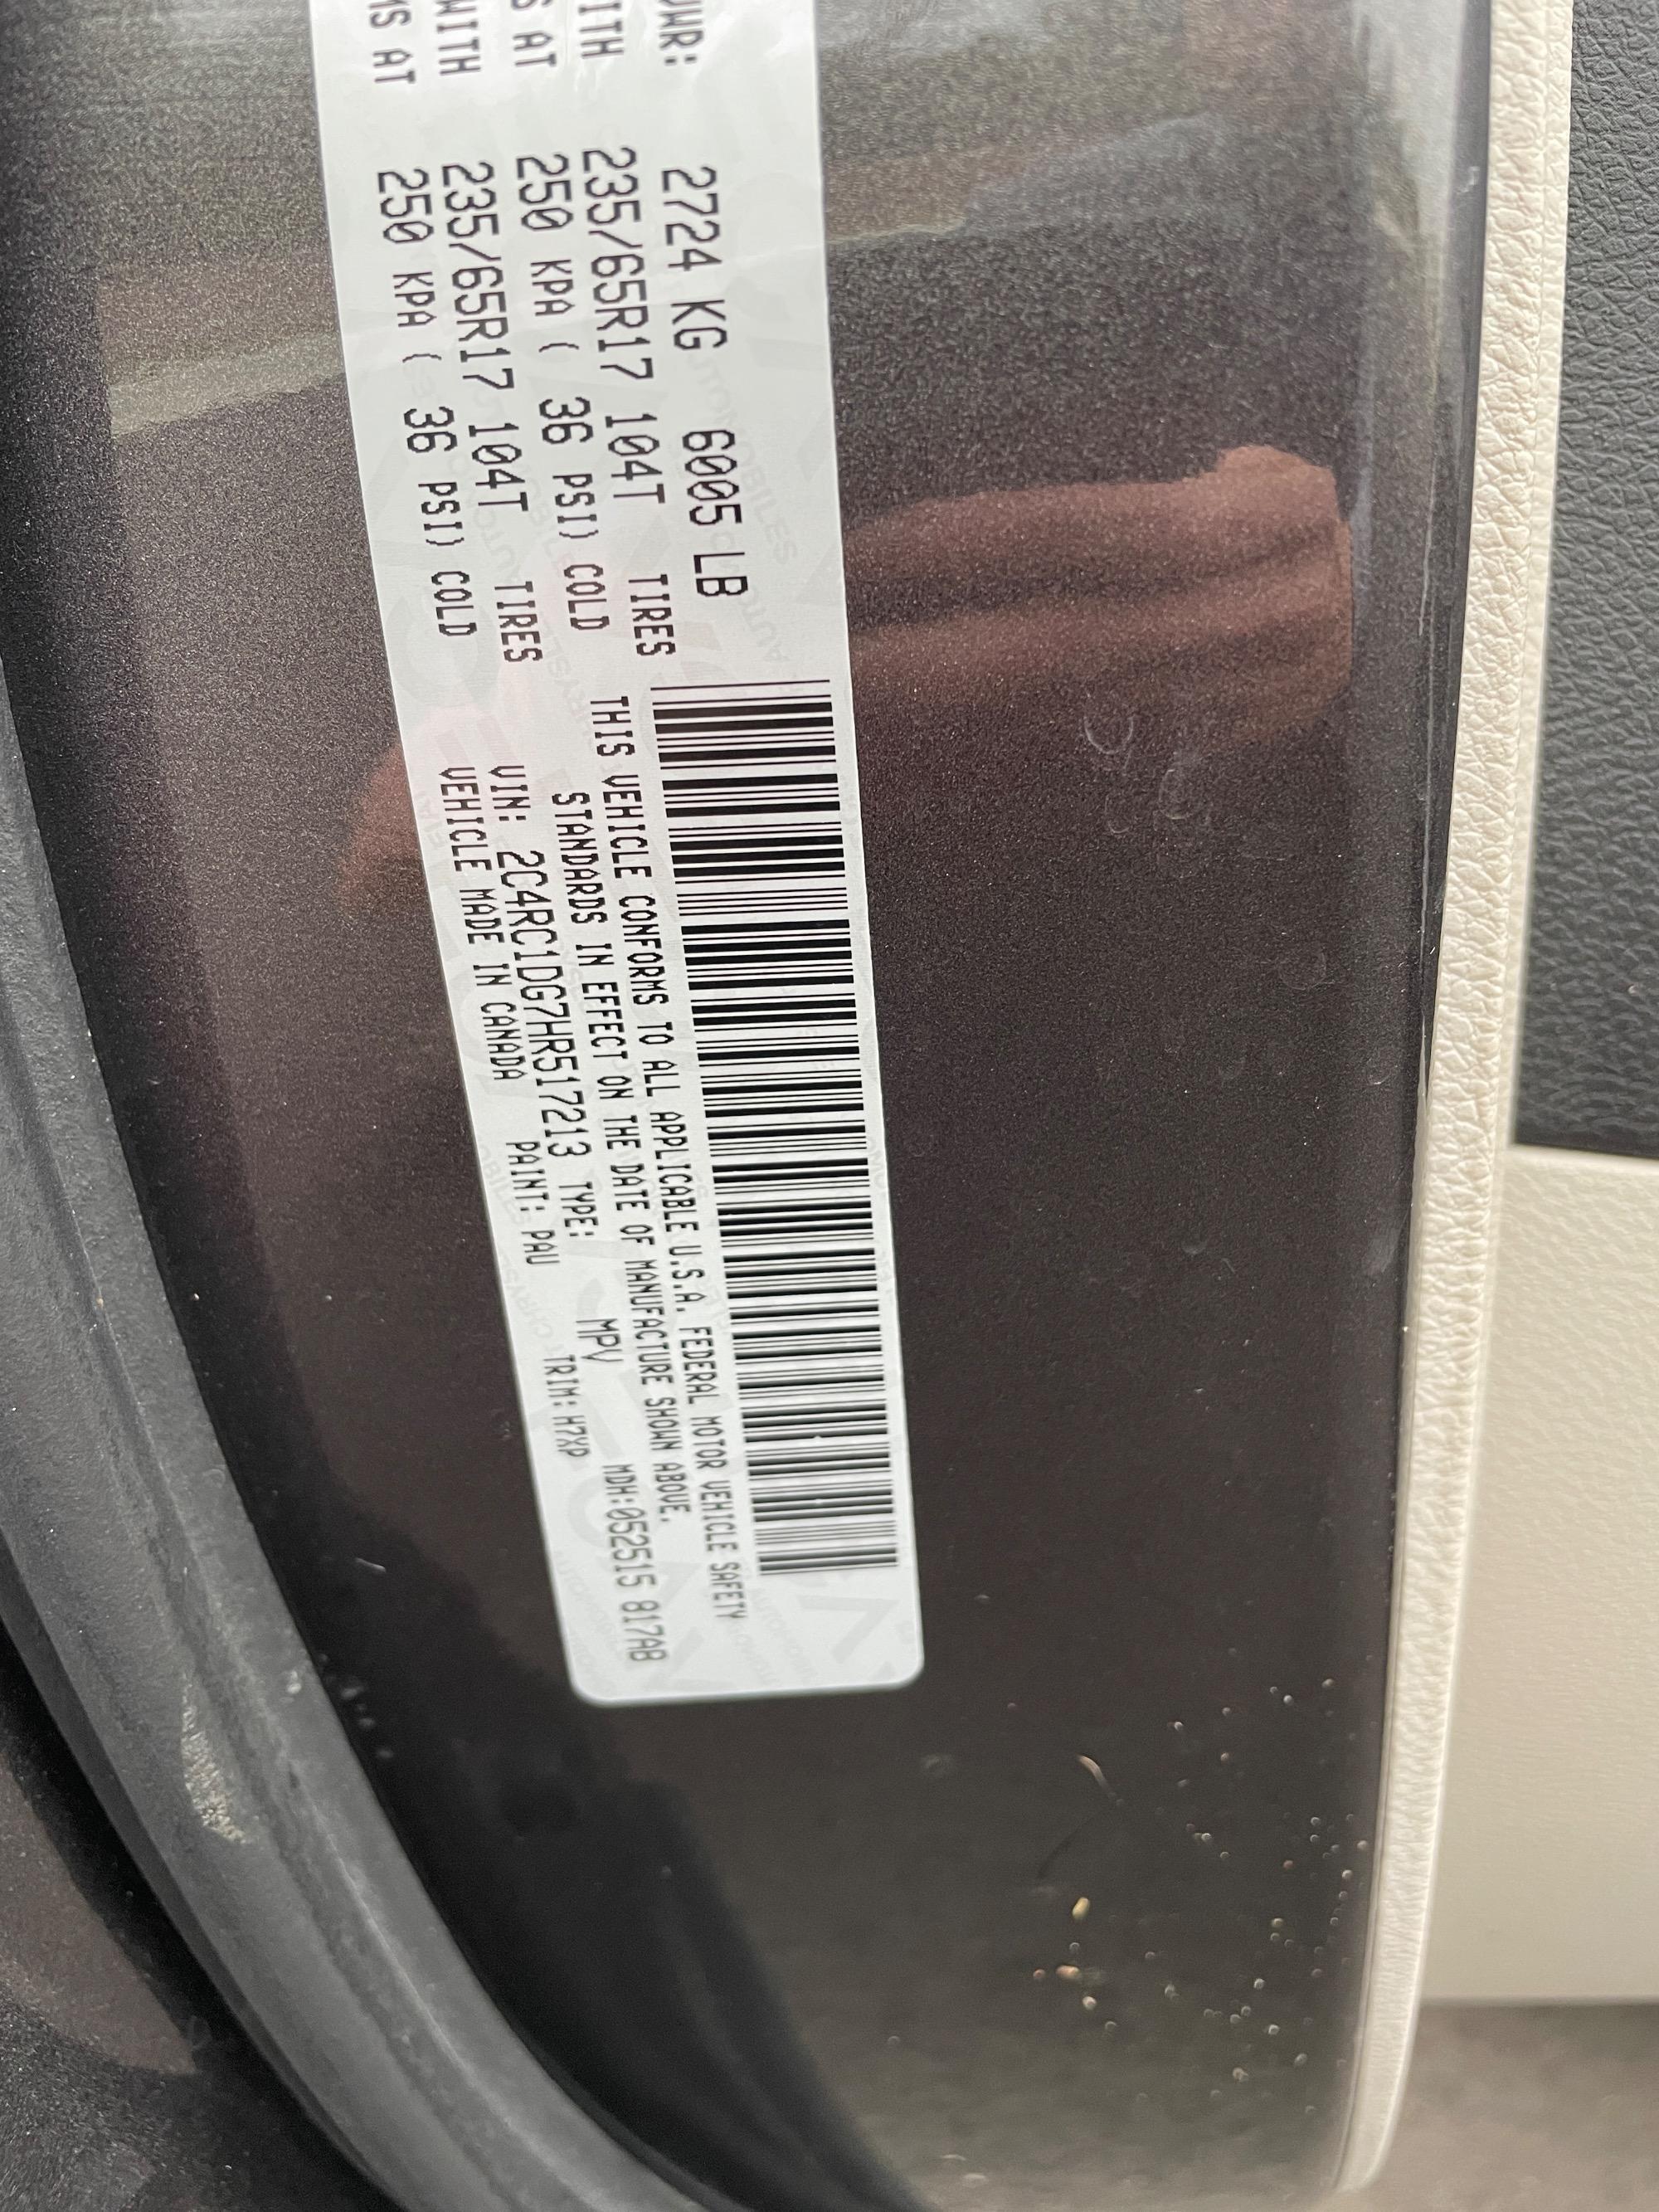 VWR: 2724 KG 6005 LB
ITH 235/65R17 104T TIRES
S AT 250 KPA ( 36 PSI) COLD
WITH 235/65R17 104T TIRES
MS AT 250 KPA ( 36 PSI) COLD
THIS VEHICLE CONFORMS TO ALL APPLICABLE U.S.A. FEDERAL MOTOR VEHICLE SAFETY
STANDARDS IN EFFECT ON THE DATE OF MANUFACTURE SHOWN ABOVE.
VIN: 2C4RC1DG7HR517213 TYPE: MPV MDH:052515 817AB
VEHICLE MADE IN CANADA PAINT: PAU TRIM: H7XP